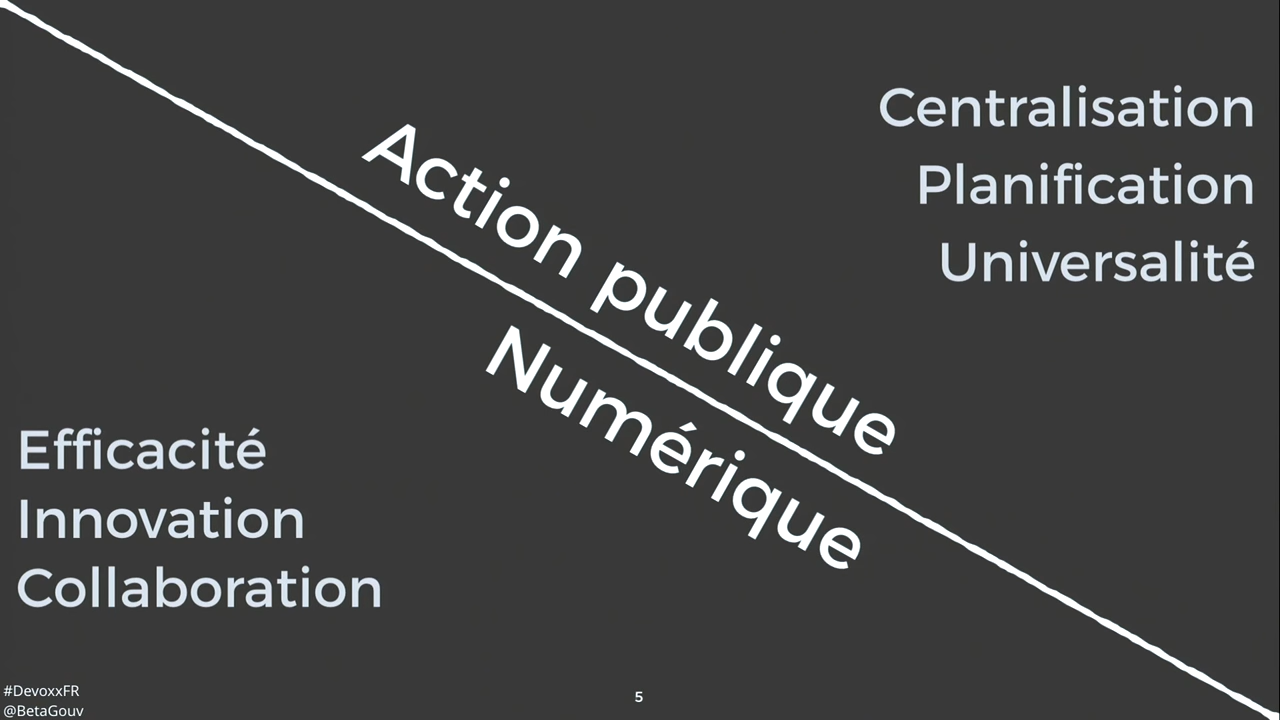 Centralisation
Planification
Universalité
Action publique
Numérique
Efficacité
Innovation
Collaboration
#DevoxxFR
@BetaGouv
5